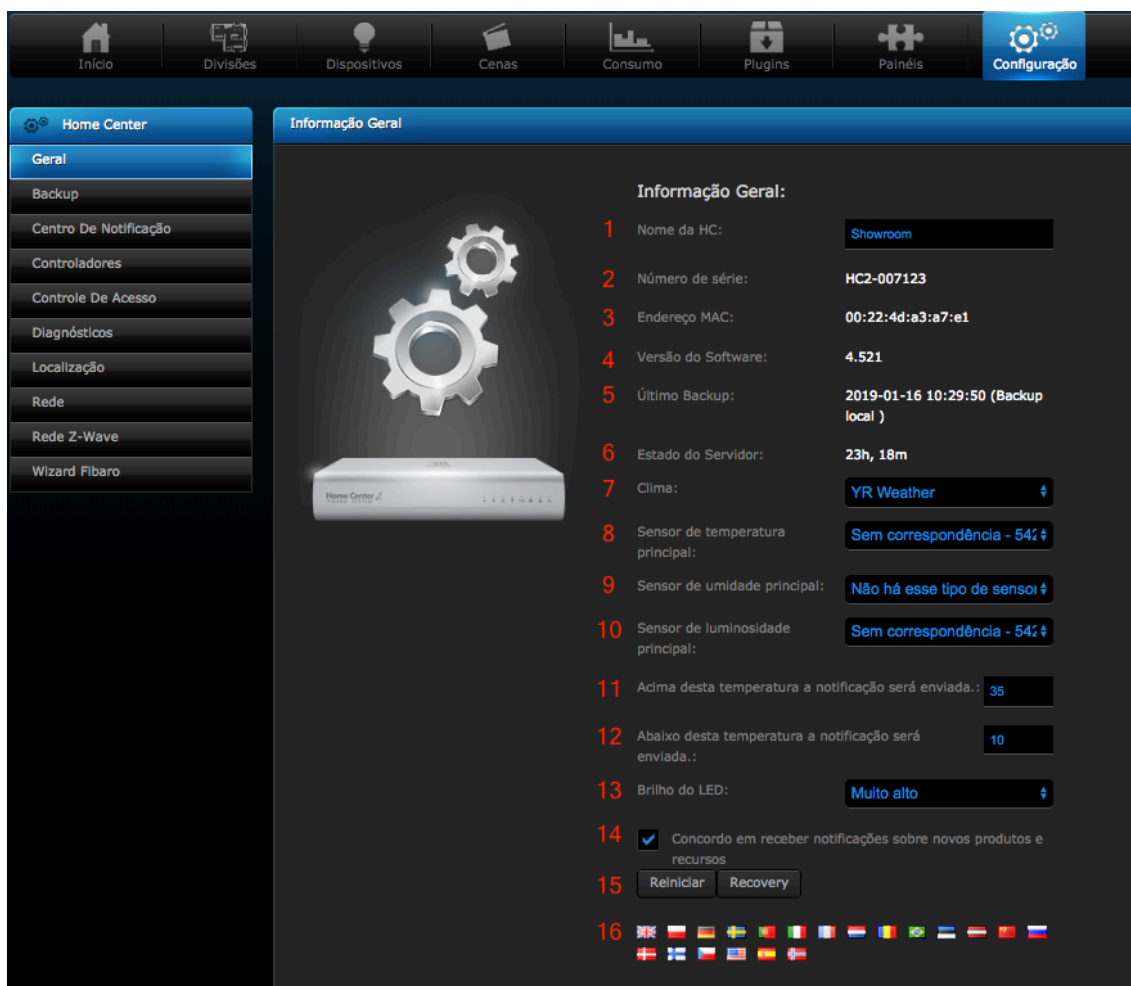 Início Divisões Dispositivos Cenas Consumo Plugins Painéis Configuração
Home Center
Geral
Backup
Centro De Notificação
Controladores
Controle De Acesso
Diagnósticos
Localização
Rede
Rede Z-Wave
Wizard Fibaro
Informação Geral
Home Center 2
Informação Geral:
1 Nome da HC: Showroom
2 Número de série: HC2-007123
3 Endereço MAC: 00:22:4d:a3:a7:e1
4 Versão do Software: 4.521
5 Último Backup: 2019-01-16 10:29:50 (Backup
local )
6 Estado do Servidor: 23h, 18m
7 Clima: YR Weather
8 Sensor de temperatura Sem correspondência - 542
principal:
9 Sensor de umidade principal: Não há esse tipo de sensor
10 Sensor de luminosidade Sem correspondência - 542
principal:
11 Acima desta temperatura a notificação será enviada.: 35
12 Abaixo desta temperatura a notificação será 10
enviada.:
13 Brilho do LED: Muito alto
14 Concordo em receber notificações sobre novos produtos e
recursos
15 Reiniciar Recovery
16